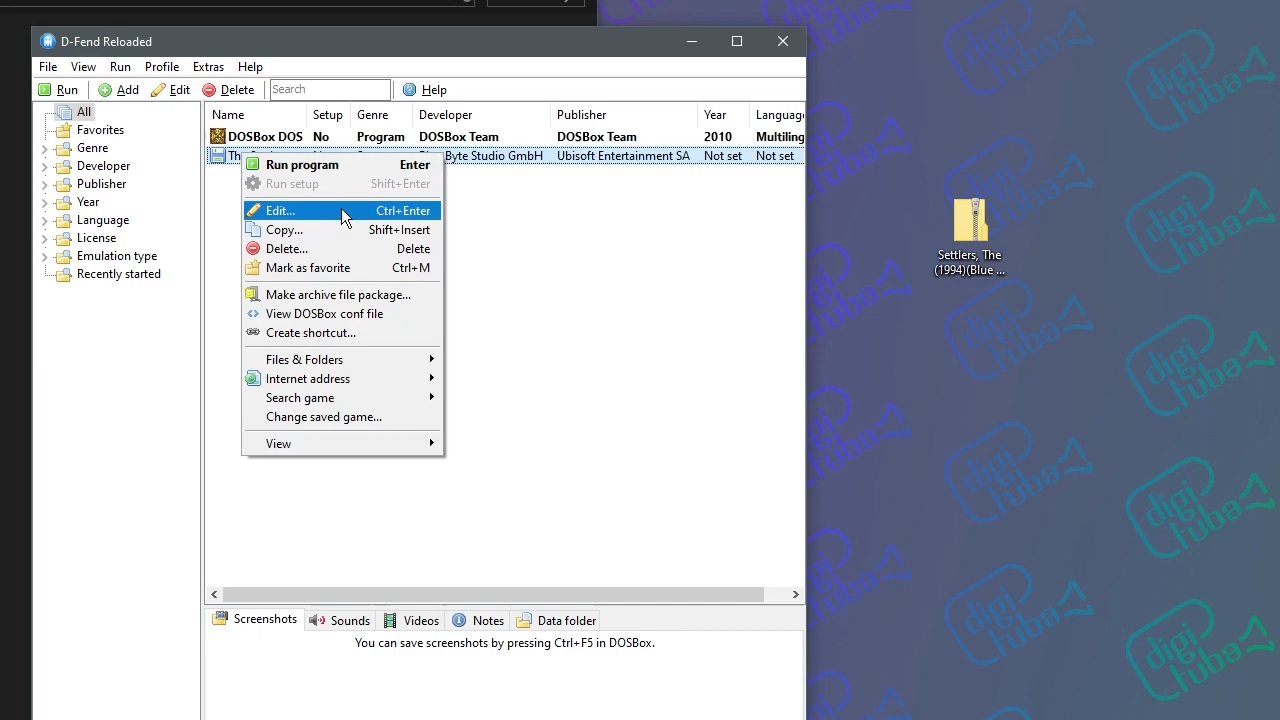 D-Fend Reloaded
File View Run Profile Extras Help
Run Add Edit Delete Search Help
All
Favorites
Genre
Developer
Publisher
Year
Language
License
Emulation type
Recently started
Name Setup Genre Developer Publisher Year Language
DOSBox DOS No Program DOSBox Team DOSBox Team 2010 Multiling
Byte Studio GmbH Ubisoft Entertainment SA Not set Not set
Run program Enter
Run setup Shift+Enter
Edit... Ctrl+Enter
Copy... Shift+Insert
Delete... Delete
Mark as favorite Ctrl+M
Make archive file package...
View DOSBox conf file
Create shortcut...
Files & Folders
Internet address
Search game
Change saved game...
View
Screenshots Sounds Videos Notes Data folder
You can save screenshots by pressing Ctrl+F5 in DOSBox.
Settlers, The
(1994)(Blue ...
digi
tubez